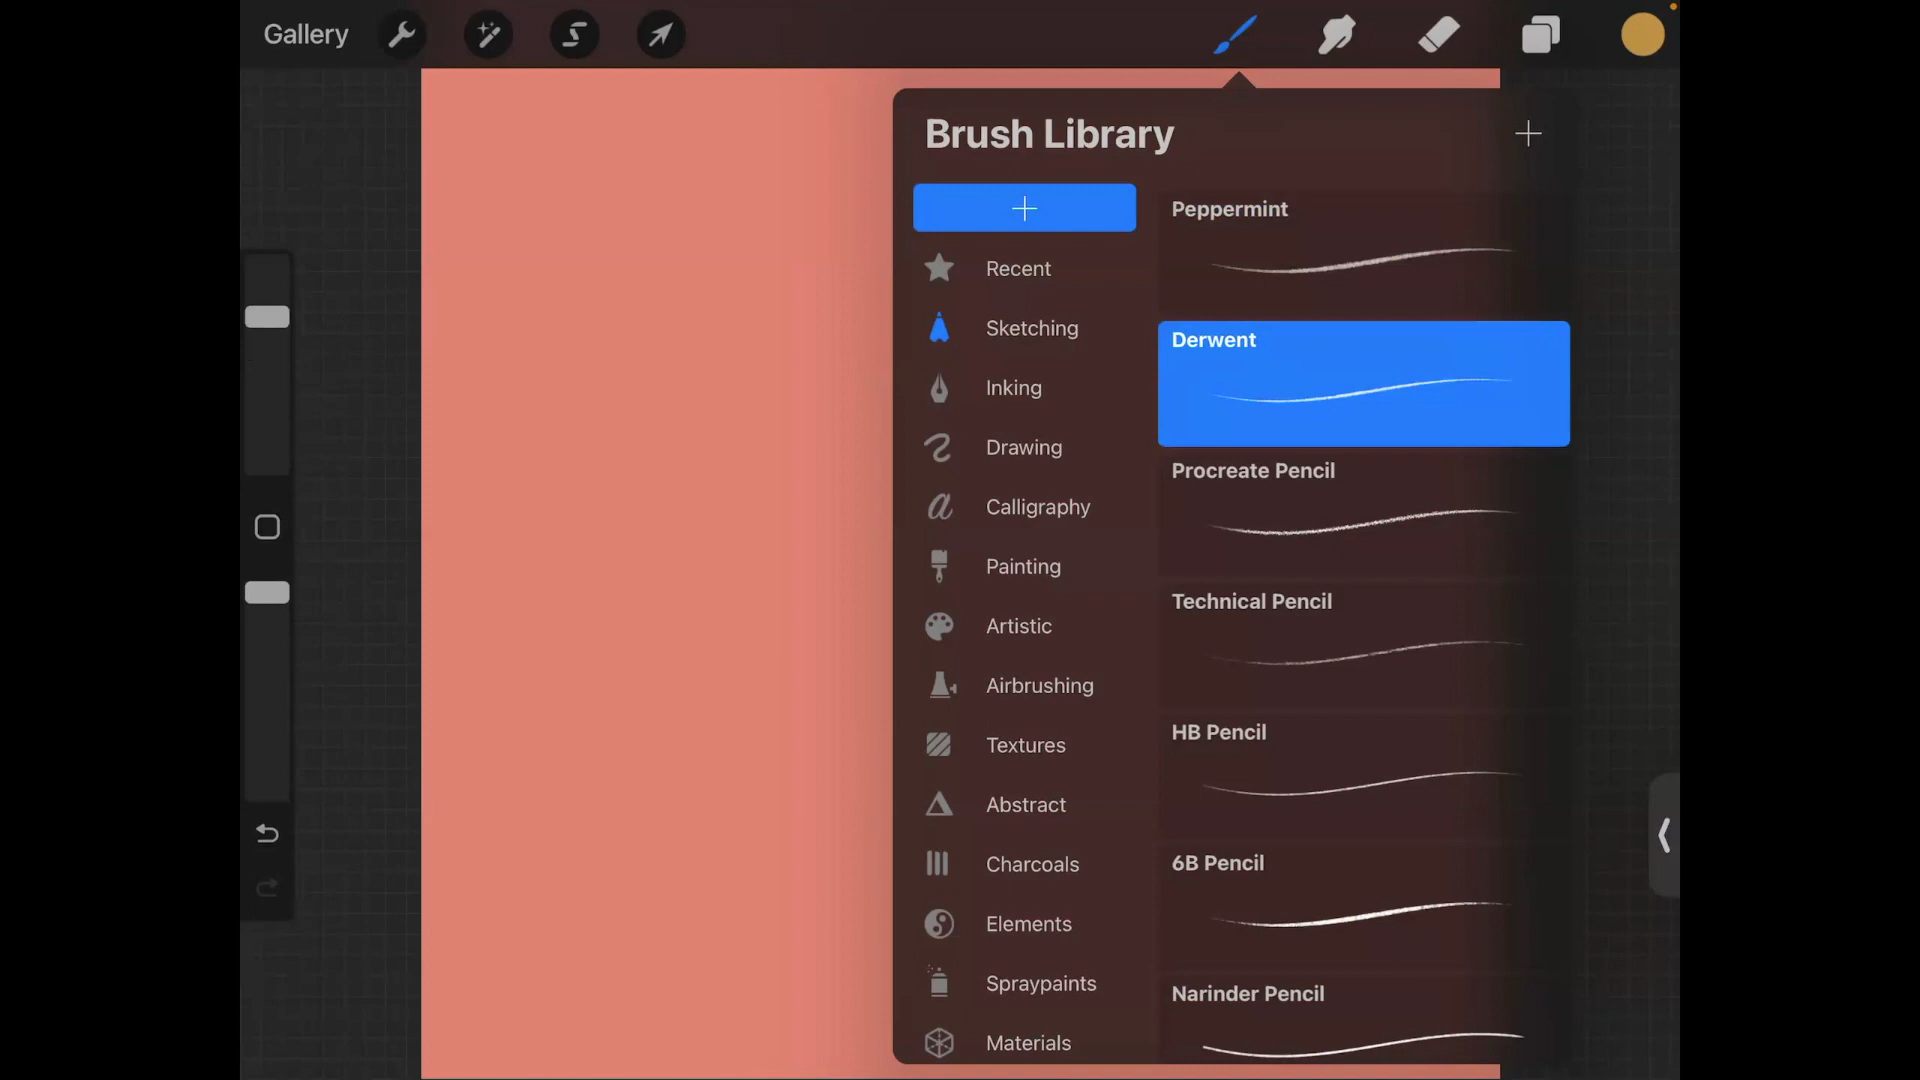 Gallery
Brush Library
Recent
Sketching
Inking
Drawing
Calligraphy
Painting
Artistic
Airbrushing
Textures
Abstract
Charcoals
Elements
Spraypaints
Materials
Peppermint
Derwent
Procreate Pencil
Technical Pencil
HB Pencil
6B Pencil
Narinder Pencil